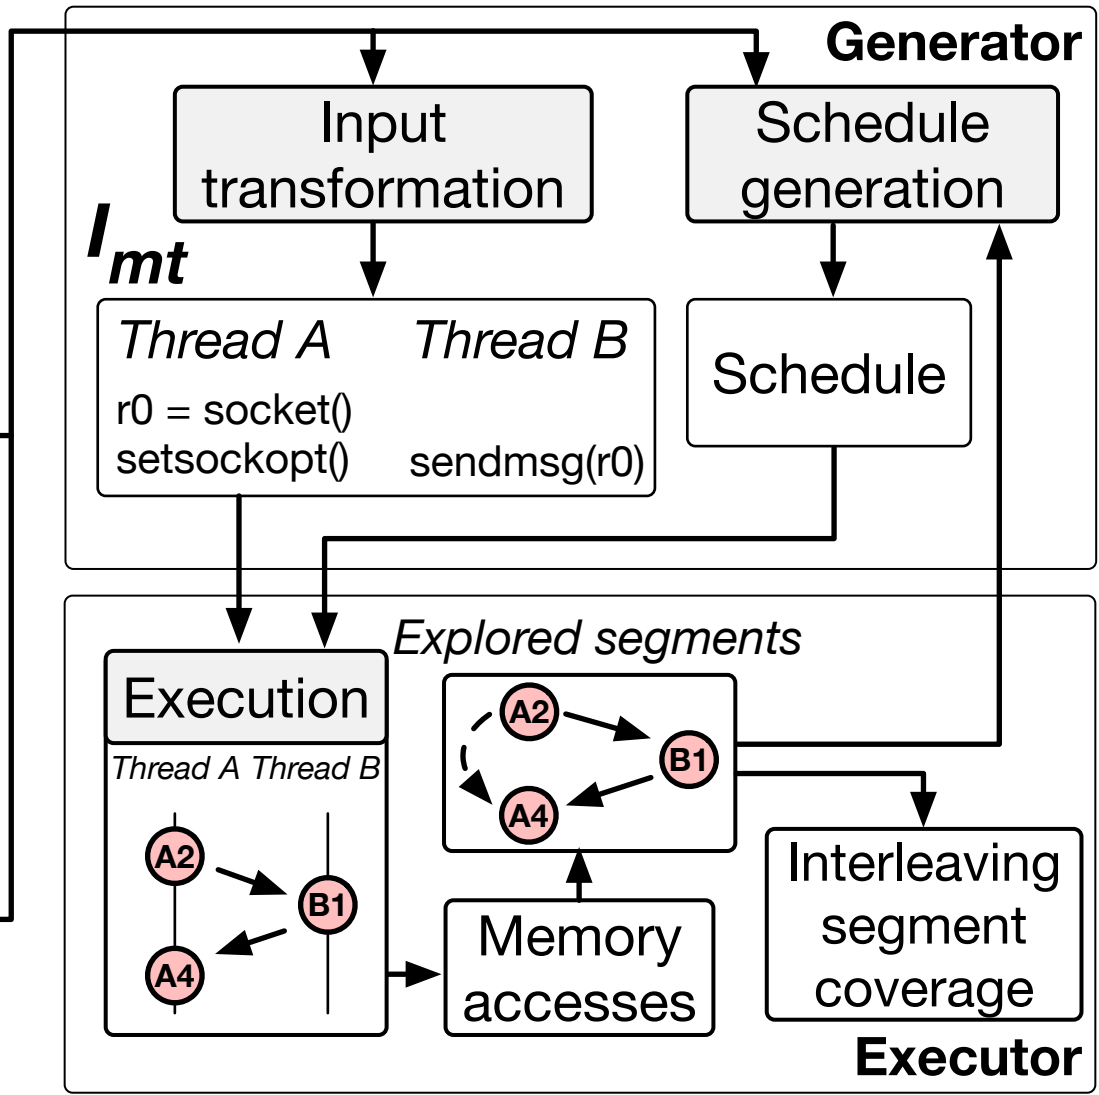 Generator
Input
transformation
Schedule
generation
Imt
Thread A Thread B
r0 = socket()
setsockopt() sendmsg(r0)
Schedule
Explored segments
Execution
Thread A Thread B
A2
B1
A4
A2
B1
A4
Memory
accesses
Interleaving
segment
coverage
Executor